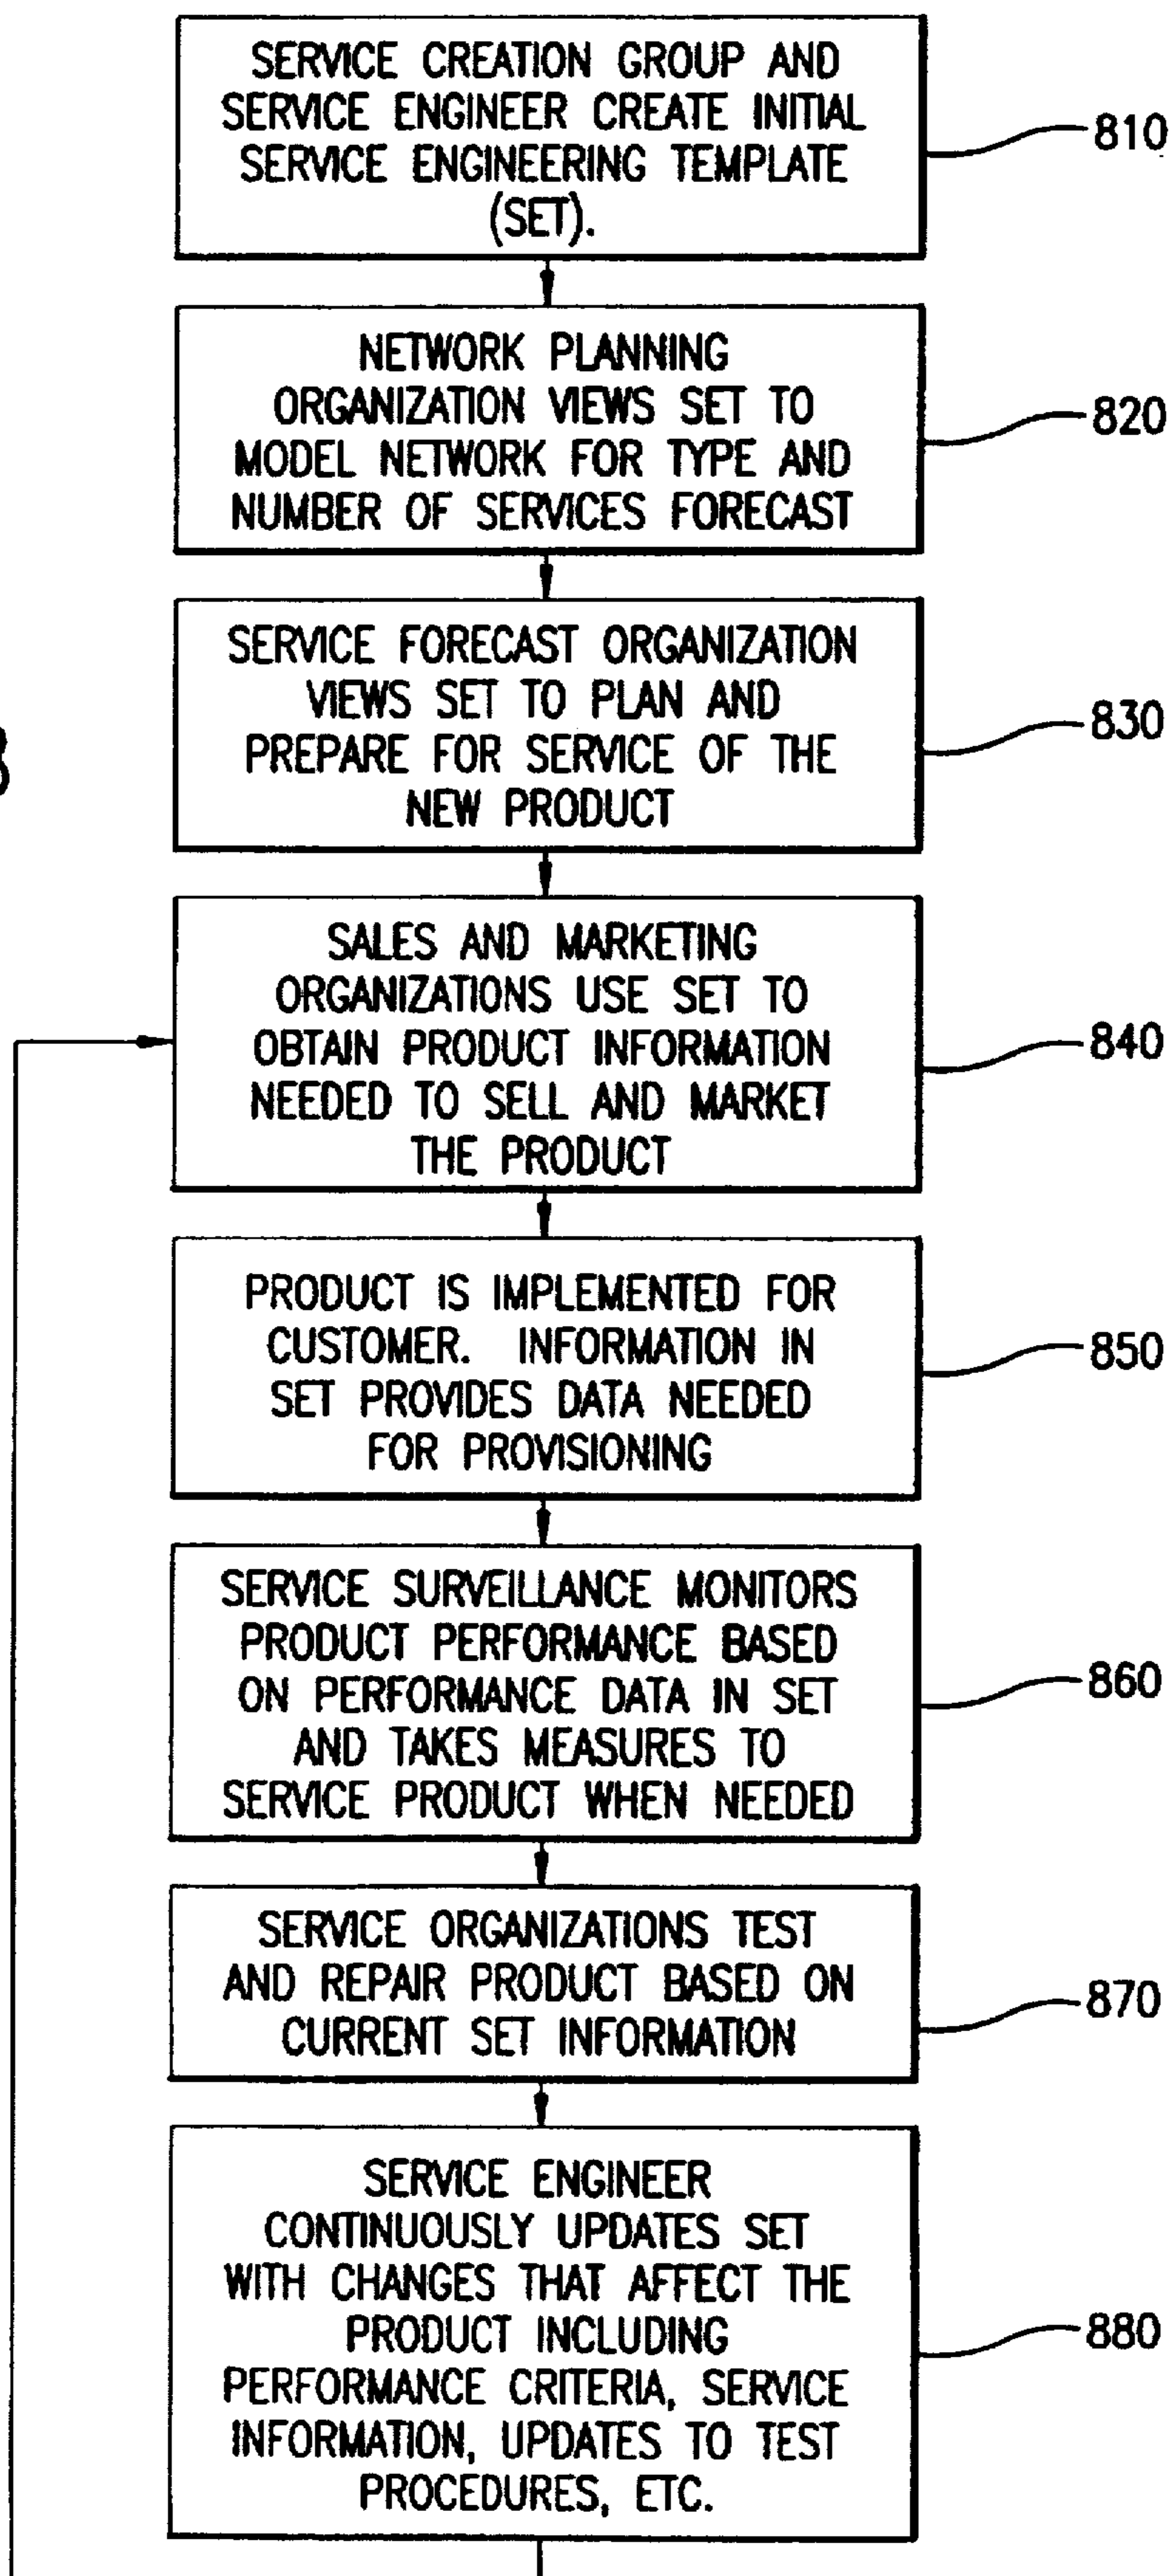 SERVICE CREATION GROUP AND
SERVICE ENGINEER CREATE INITIAL
SERVICE ENGINEERING TEMPLATE
(SET).
810
NETWORK PLANNING
ORGANIZATION VIEWS SET TO
MODEL NETWORK FOR TYPE AND
NUMBER OF SERVICES FORECAST
820
SERVICE FORECAST ORGANIZATION
VIEWS SET TO PLAN AND
PREPARE FOR SERVICE OF THE
NEW PRODUCT
830
SALES AND MARKETING
ORGANIZATIONS USE SET TO
OBTAIN PRODUCT INFORMATION
NEEDED TO SELL AND MARKET
THE PRODUCT
840
PRODUCT IS IMPLEMENTED FOR
CUSTOMER. INFORMATION IN
SET PROVIDES DATA NEEDED
FOR PROVISIONING
850
SERVICE SURVEILLANCE MONITORS
PRODUCT PERFORMANCE BASED
ON PERFORMANCE DATA IN SET
AND TAKES MEASURES TO
SERVICE PRODUCT WHEN NEEDED
860
SERVICE ORGANIZATIONS TEST
AND REPAIR PRODUCT BASED ON
CURRENT SET INFORMATION
870
SERVICE ENGINEER
CONTINUOUSLY UPDATES SET
WITH CHANGES THAT AFFECT THE
PRODUCT INCLUDING
PERFORMANCE CRITERIA, SERVICE
INFORMATION, UPDATES TO TEST
PROCEDURES, ETC.
880